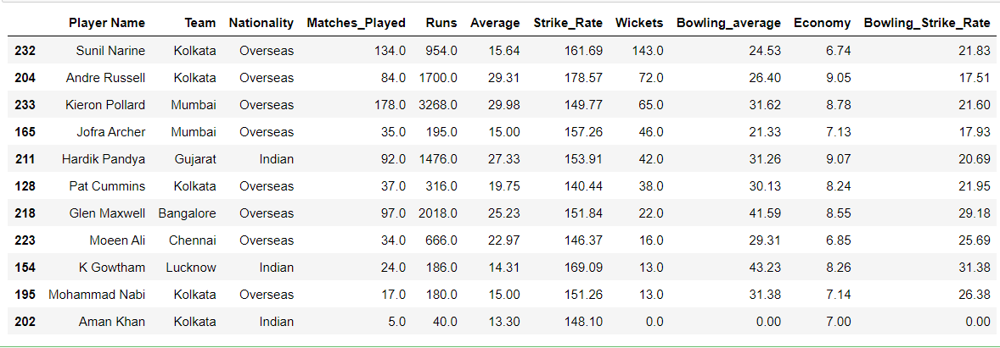 Player Name Team Nationality Matches_Played Runs Average Strike_Rate Wickets Bowling_average Economy Bowling_Strike_Rate
232 Sunil Narine Kolkata Overseas 134.0 954.0 15.64 161.69 143.0 24.53 6.74 21.83
204 Andre Russell Kolkata Overseas 84.0 1700.0 29.31 178.57 72.0 26.40 9.05 17.51
233 Kieron Pollard Mumbai Overseas 178.0 3268.0 29.98 149.77 65.0 31.62 8.78 21.60
165 Jofra Archer Mumbai Overseas 35.0 195.0 15.00 157.26 46.0 21.33 7.13 17.93
211 Hardik Pandya Gujarat Indian 92.0 1476.0 27.33 153.91 42.0 31.26 9.07 20.69
128 Pat Cummins Kolkata Overseas 37.0 316.0 19.75 140.44 38.0 30.13 8.24 21.95
218 Glen Maxwell Bangalore Overseas 97.0 2018.0 25.23 151.84 22.0 41.59 8.55 29.18
223 Moeen Ali Chennai Overseas 34.0 666.0 22.97 146.37 16.0 29.31 6.85 25.69
154 K Gowtham Lucknow Indian 24.0 186.0 14.31 169.09 13.0 43.23 8.26 31.38
195 Mohammad Nabi Kolkata Overseas 17.0 180.0 15.00 151.26 13.0 31.38 7.14 26.38
202 Aman Khan Kolkata Indian 5.0 40.0 13.30 148.10 0.0 0.00 7.00 0.00